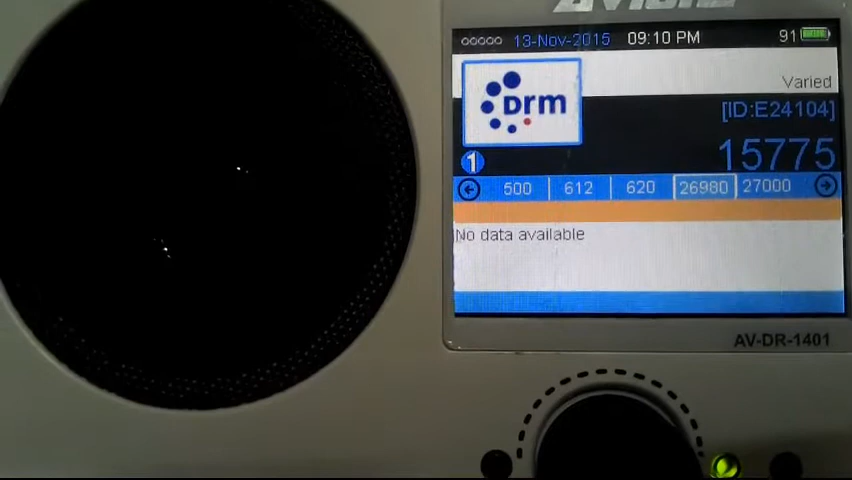 AVION
13-Nov-2015 09:10 PM 91
Drm
Varied
[ID:E24104]
1 15775
500 612 620 26980 27000
No data available
AV-DR-1401